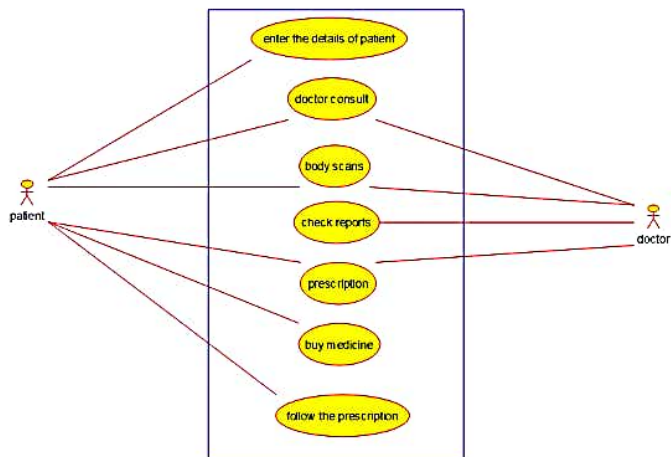 enter the details of patient
doctor consult
body scans
patient
check reports
doctor
prescription
buy medicine
follow the prescription